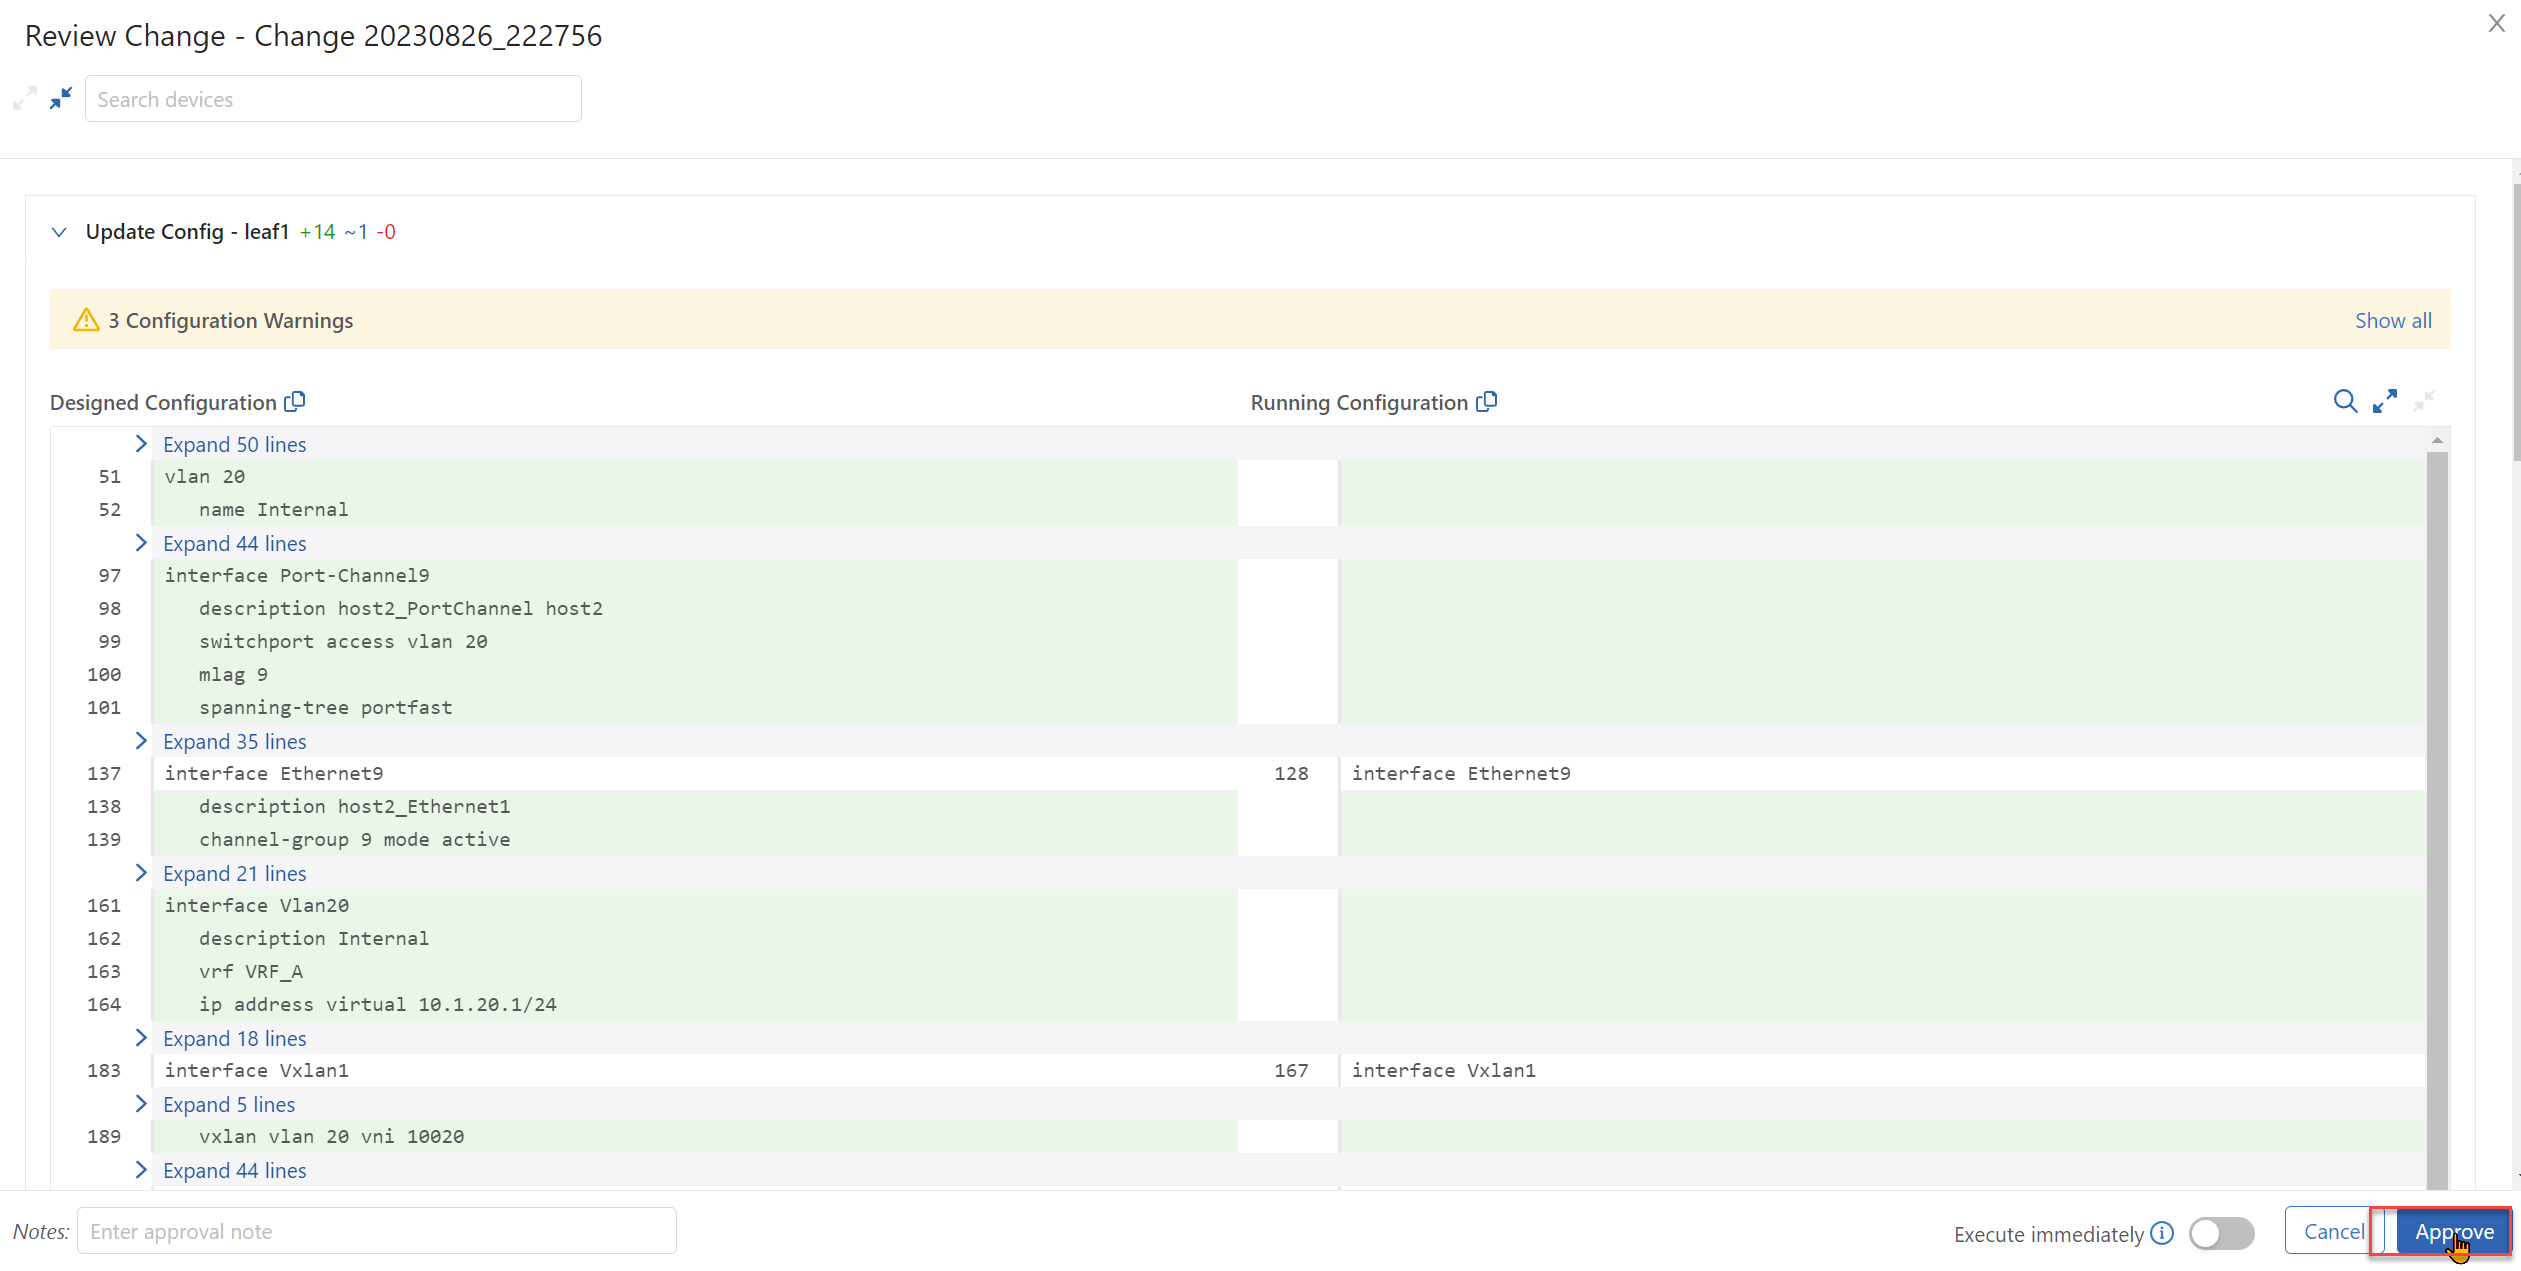 Review Change - Change 20230826_222756
X
Search devices
Update Config - leaf1 +14 ~1 -0
3 Configuration Warnings Show all
Designed Configuration Running Configuration
Expand 50 lines
51 vlan 20
52 name Internal
Expand 44 lines
97 interface Port-Channel9
98 description host2_PortChannel host2
99 switchport access vlan 20
100 mlag 9
101 spanning-tree portfast
Expand 35 lines
137 interface Ethernet9 128 interface Ethernet9
138 description host2_Ethernet1
139 channel-group 9 mode active
Expand 21 lines
161 interface Vlan20
162 description Internal
163 vrf VRF_A
164 ip address virtual 10.1.20.1/24
Expand 18 lines
183 interface Vxlan1 167 interface Vxlan1
Expand 5 lines
189 vxlan vlan 20 vni 10020
Expand 44 lines
Notes: Enter approval note Execute immediately Cancel Approve